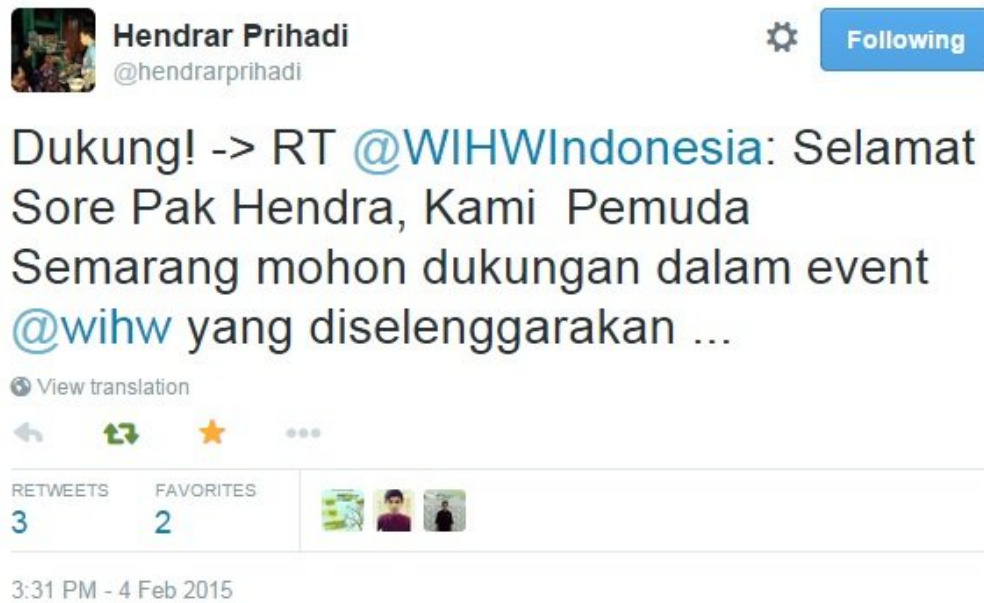 Hendrar Prihadi
@hendrarprihadi
Following
Dukung! -> RT @WIHWIndonesia: Selamat
Sore Pak Hendra, Kami Pemuda
Semarang mohon dukungan dalam event
@wihw yang diselenggarakan ...
View translation
RETWEETS FAVORITES
3 2
3:31 PM - 4 Feb 2015